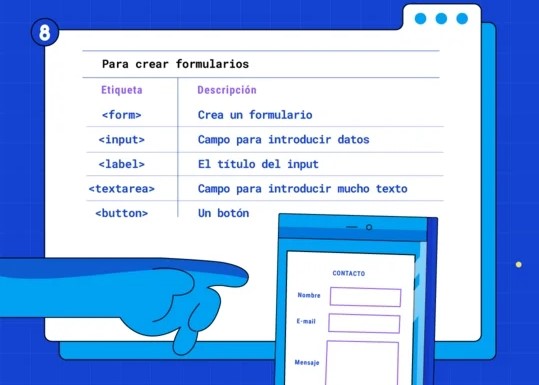 8
Para crear formularios
Etiqueta Descripción
<form> Crea un formulario
<input> Campo para introducir datos
<label> El título del input
<textarea> Campo para introducir mucho texto
<button> Un botón
CONTACTO
Nombre
E-mail
Mensaje